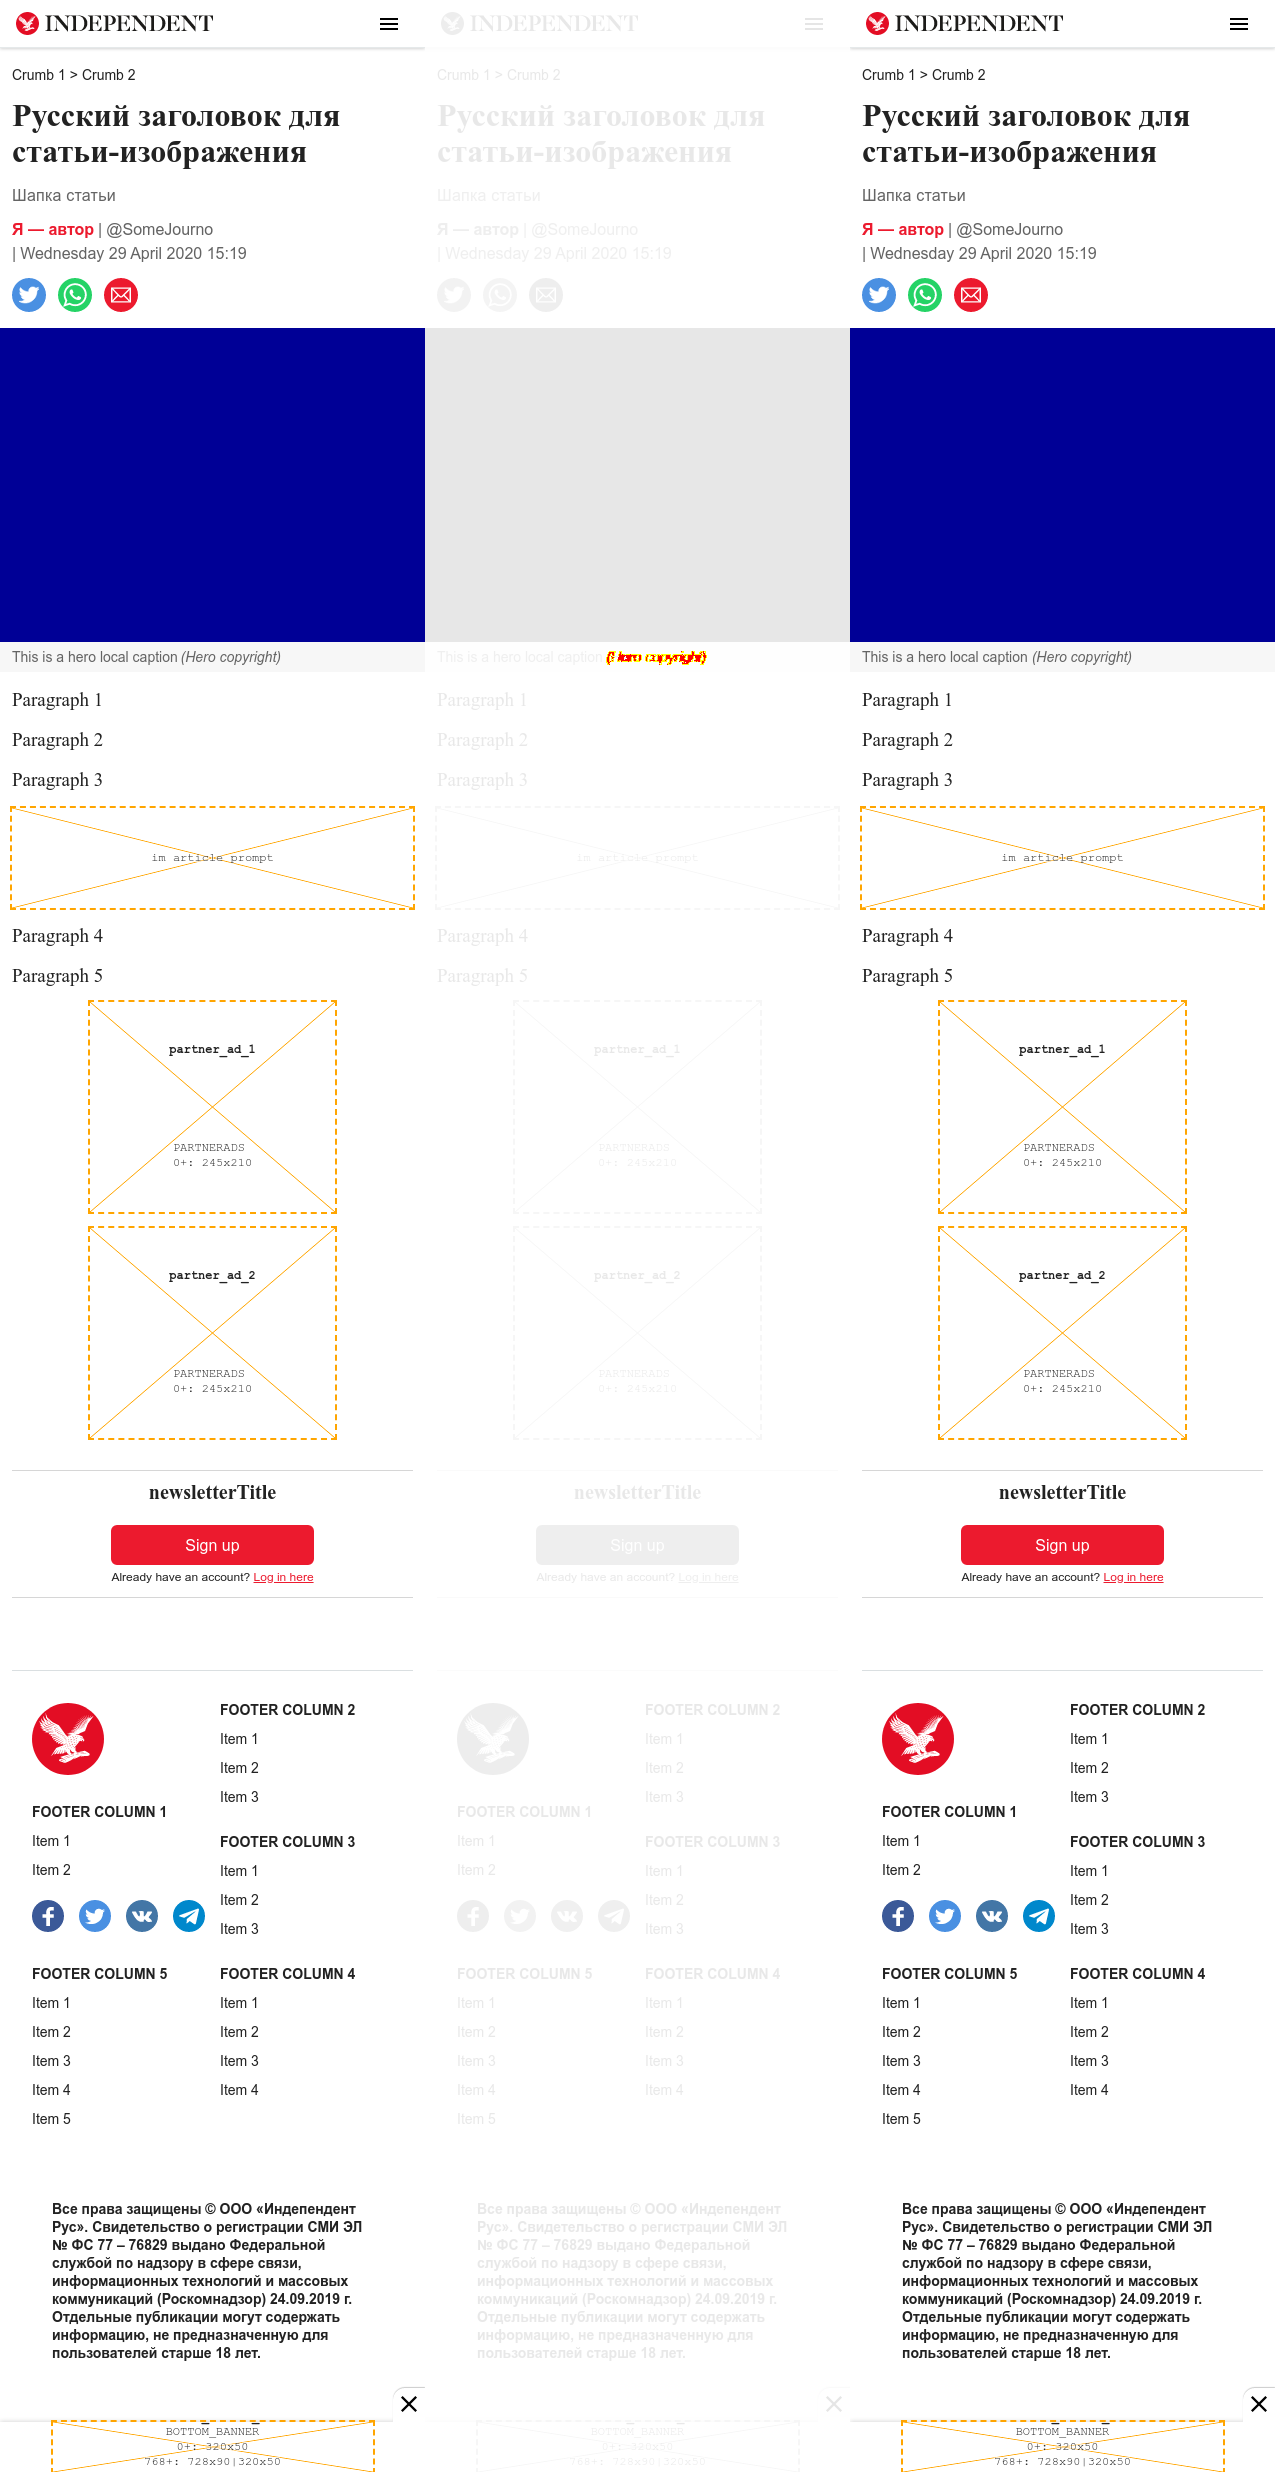 INDEPENDENT
Crumb 1 > Crumb 2
Русский заголовок для
статьи-изображения
Шапка статьи
Я — автор | @SomeJourno
| Wednesday 29 April 2020 15:19
This is a hero local caption (Hero copyright)
Paragraph 1
Paragraph 2
Paragraph 3
im article prompt
Paragraph 4
Paragraph 5
partner_ad_1
PARTNERADS
0+: 245x210
partner_ad_2
PARTNERADS
0+: 245x210
newsletterTitle
Sign up
Already have an account? Log in here
FOOTER COLUMN 1
Item 1
Item 2
FOOTER COLUMN 2
Item 1
Item 2
Item 3
FOOTER COLUMN 3
Item 1
Item 2
Item 3
FOOTER COLUMN 5
Item 1
Item 2
Item 3
Item 4
Item 5
FOOTER COLUMN 4
Item 1
Item 2
Item 3
Item 4
Все права защищены © ООО «Индепендент
Рус». Свидетельство о регистрации СМИ ЭЛ
№ ФС 77 – 76829 выдано Федеральной
службой по надзору в сфере связи,
информационных технологий и массовых
коммуникаций (Роскомнадзор) 24.09.2019 г.
Отдельные публикации могут содержать
информацию, не предназначенную для
пользователей старше 18 лет.
BOTTOM_BANNER
0+: 320x50
768+: 728x90|320x50
INDEPENDENT
Crumb 1 > Crumb 2
Русский заголовок для
статьи-изображения
Шапка статьи
Я — автор | @SomeJourno
| Wednesday 29 April 2020 15:19
This is a hero local caption
Paragraph 1
Paragraph 2
Paragraph 3
im article prompt
Paragraph 4
Paragraph 5
partner_ad_1
PARTNERADS
0+: 245x210
partner_ad_2
PARTNERADS
0+: 245x210
newsletterTitle
Sign up
Already have an account? Log in here
FOOTER COLUMN 1
Item 1
Item 2
FOOTER COLUMN 2
Item 1
Item 2
Item 3
FOOTER COLUMN 3
Item 1
Item 2
Item 3
FOOTER COLUMN 5
Item 1
Item 2
Item 3
Item 4
Item 5
FOOTER COLUMN 4
Item 1
Item 2
Item 3
Item 4
Все права защищены © ООО «Индепендент
Рус». Свидетельство о регистрации СМИ ЭЛ
№ ФС 77 – 76829 выдано Федеральной
службой по надзору в сфере связи,
информационных технологий и массовых
коммуникаций (Роскомнадзор) 24.09.2019 г.
Отдельные публикации могут содержать
информацию, не предназначенную для
пользователей старше 18 лет.
BOTTOM_BANNER
0+: 320x50
768+: 728x90|320x50
INDEPENDENT
Crumb 1 > Crumb 2
Русский заголовок для
статьи-изображения
Шапка статьи
Я — автор | @SomeJourno
| Wednesday 29 April 2020 15:19
This is a hero local caption (Hero copyright)
Paragraph 1
Paragraph 2
Paragraph 3
im article prompt
Paragraph 4
Paragraph 5
partner_ad_1
PARTNERADS
0+: 245x210
partner_ad_2
PARTNERADS
0+: 245x210
newsletterTitle
Sign up
Already have an account? Log in here
FOOTER COLUMN 1
Item 1
Item 2
FOOTER COLUMN 2
Item 1
Item 2
Item 3
FOOTER COLUMN 3
Item 1
Item 2
Item 3
FOOTER COLUMN 5
Item 1
Item 2
Item 3
Item 4
Item 5
FOOTER COLUMN 4
Item 1
Item 2
Item 3
Item 4
Все права защищены © ООО «Индепендент
Рус». Свидетельство о регистрации СМИ ЭЛ
№ ФС 77 – 76829 выдано Федеральной
службой по надзору в сфере связи,
информационных технологий и массовых
коммуникаций (Роскомнадзор) 24.09.2019 г.
Отдельные публикации могут содержать
информацию, не предназначенную для
пользователей старше 18 лет.
BOTTOM_BANNER
0+: 320x50
768+: 728x90|320x50